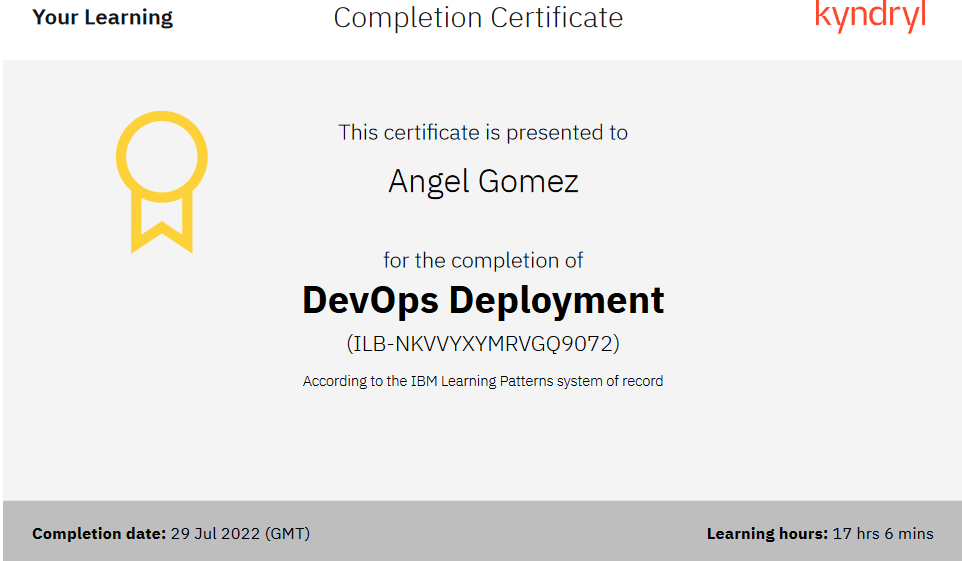 Your Learning
Completion Certificate
kyndryl
This certificate is presented to
Angel Gomez
for the completion of
DevOps Deployment
(ILB-NKVVYXYMRVGQ9072)
According to the IBM Learning Patterns system of record
Completion date: 29 Jul 2022 (GMT)
Learning hours: 17 hrs 6 mins